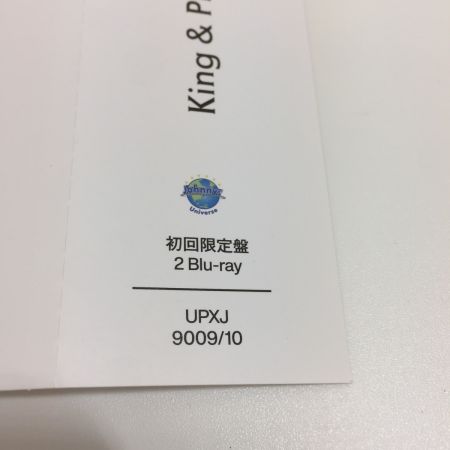 King & P
Johnny's
Universe
初回限定盤
2 Blu-ray
UPXJ
9009/10